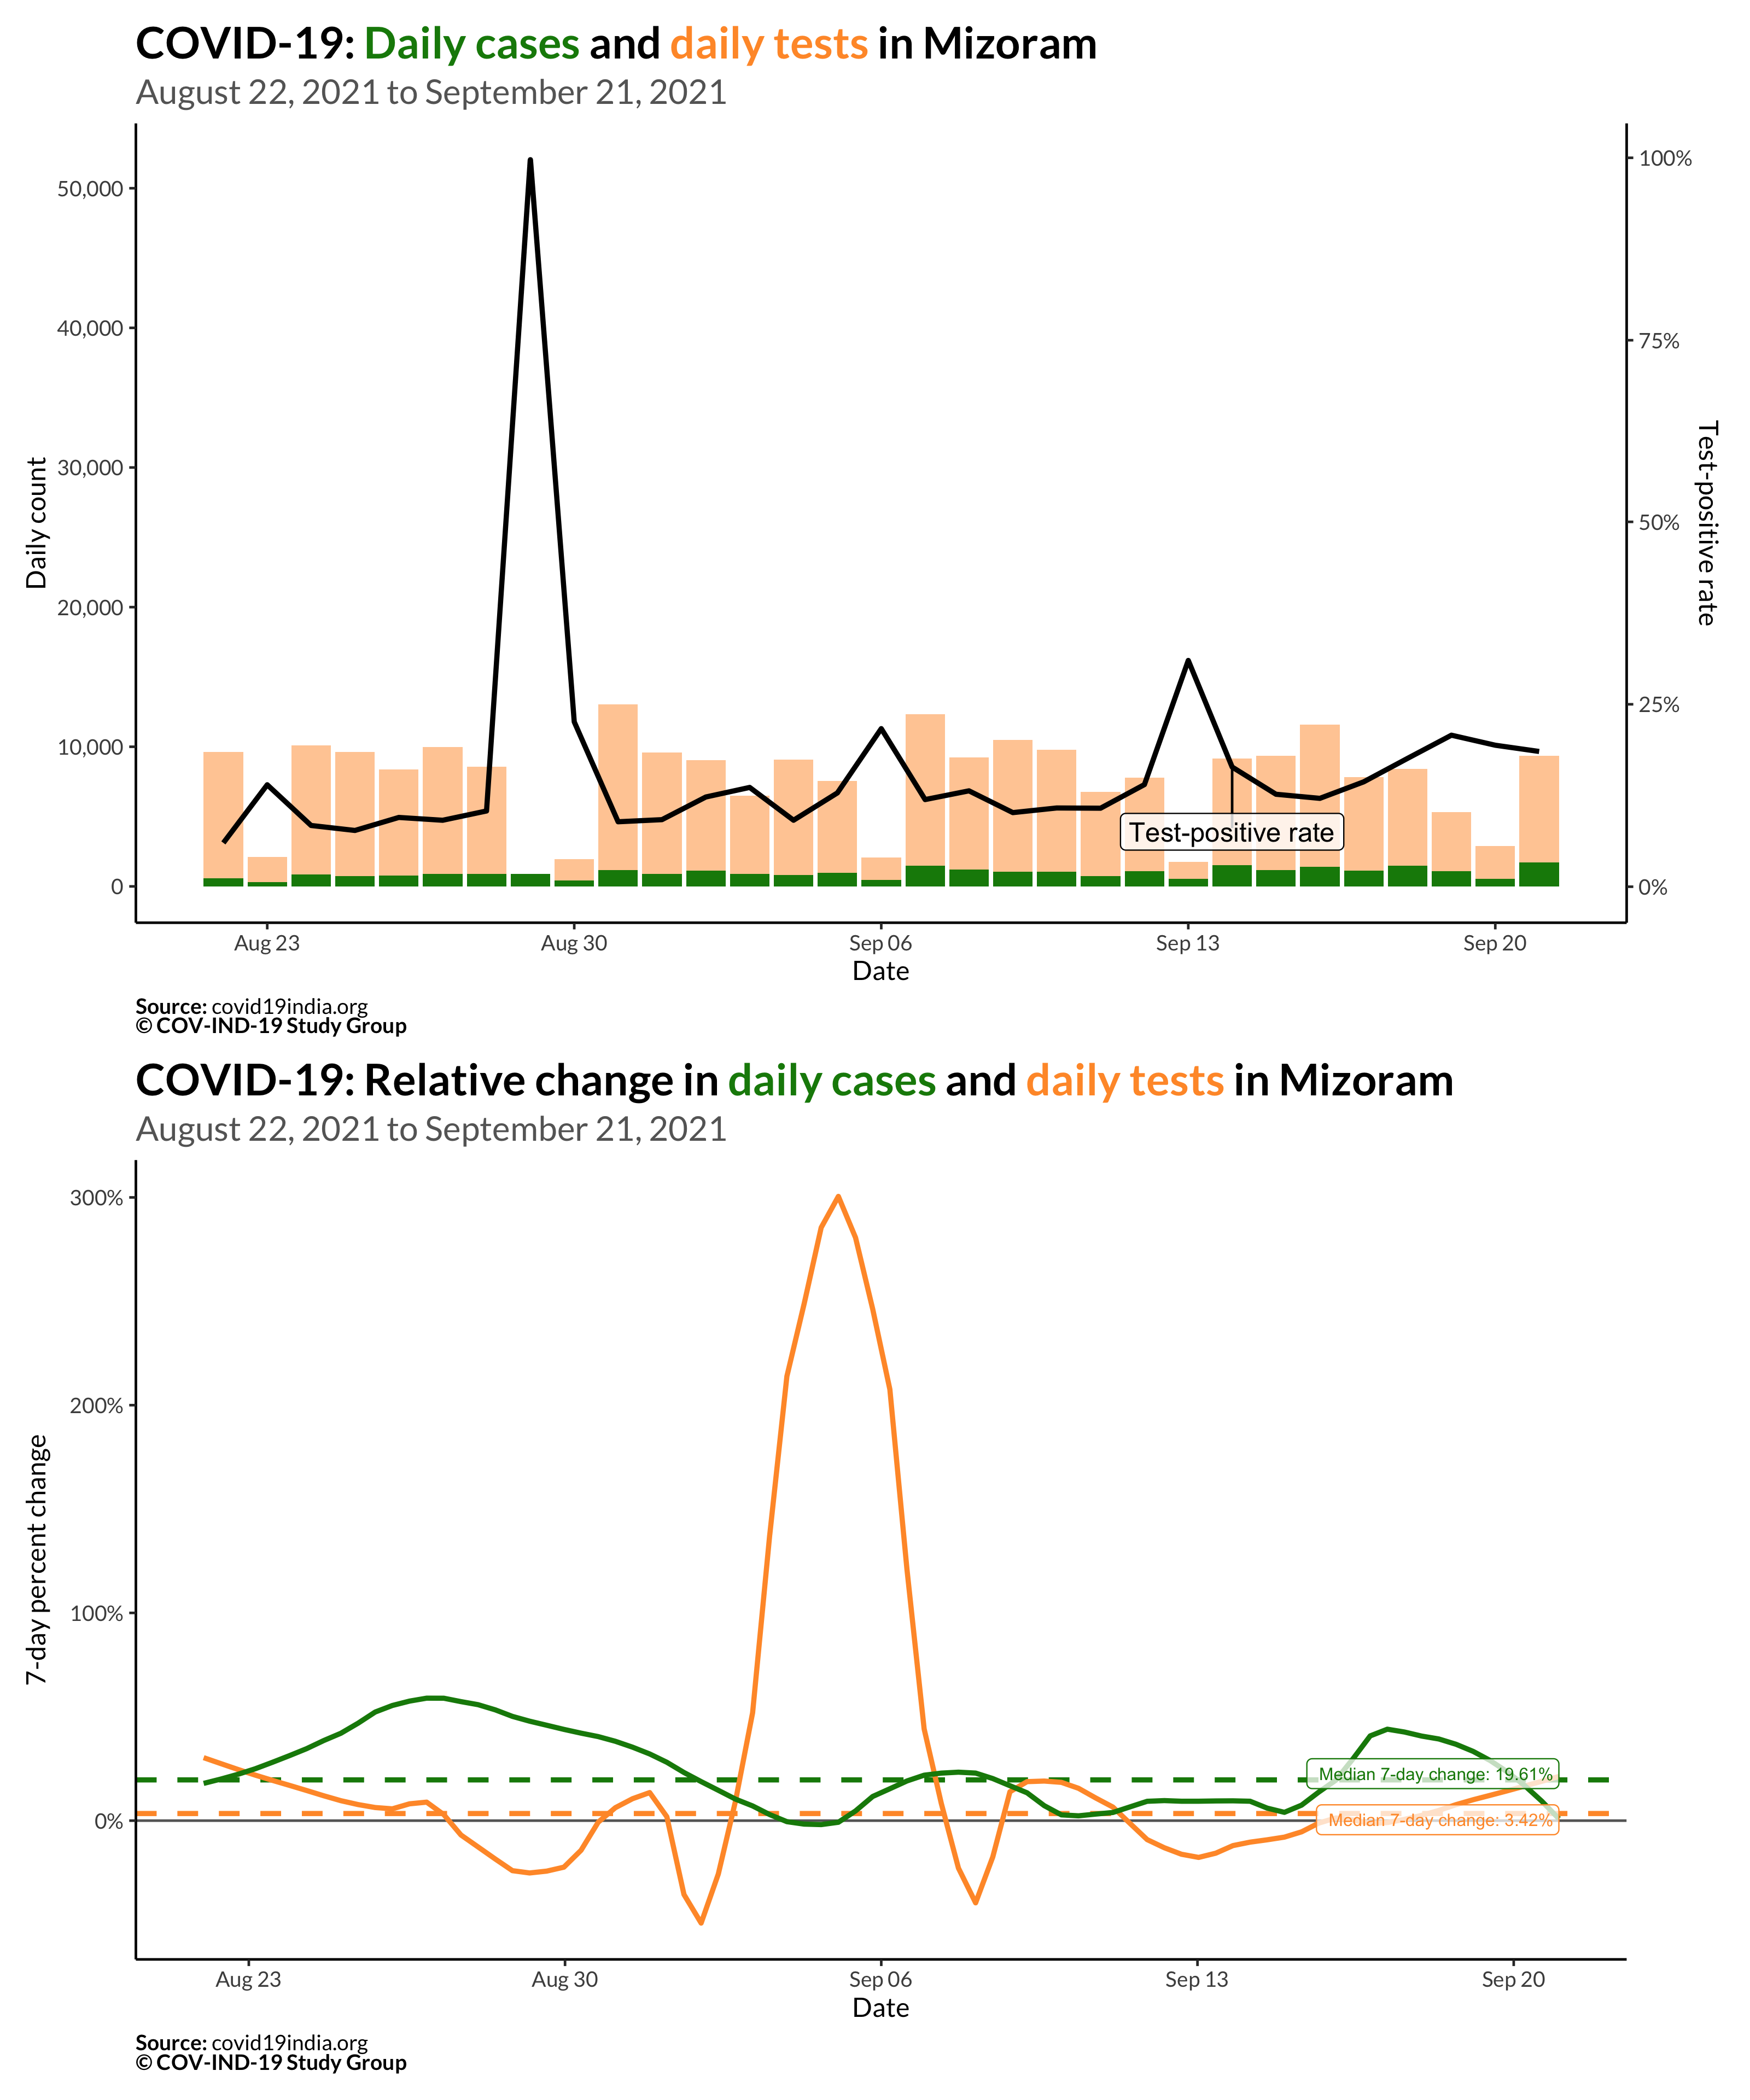 COVID-19: Daily cases and daily tests in Mizoram
August 22, 2021 to September 21, 2021
50,000
40,000
30,000
20,000
10,000
0
Daily count
100%
75%
50%
25%
0%
Test-positive rate
Test-positive rate
Aug 23
Aug 30
Sep 06
Sep 13
Sep 20
Date
Source: covid19india.org
© COV-IND-19 Study Group
COVID-19: Relative change in daily cases and daily tests in Mizoram
August 22, 2021 to September 21, 2021
300%
200%
100%
0%
7-day percent change
Median 7-day change: 19.61%
Median 7-day change: 3.42%
Aug 23
Aug 30
Sep 06
Sep 13
Sep 20
Date
Source: covid19india.org
© COV-IND-19 Study Group